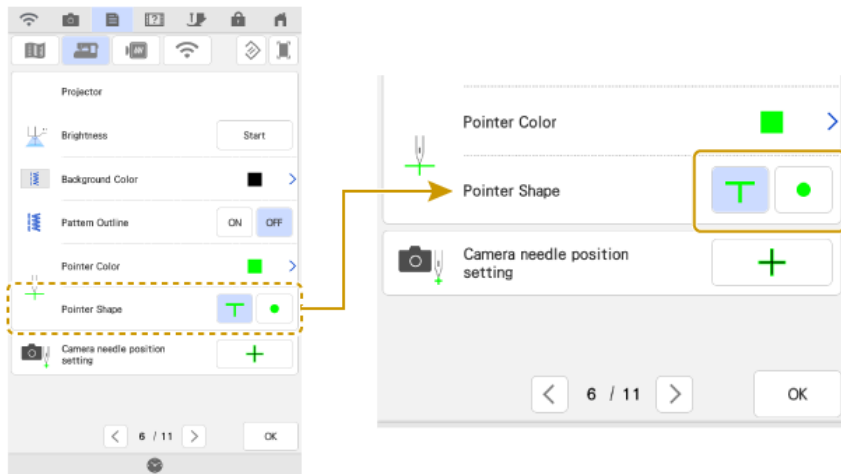 Projector
Brightness
Start
Background Color
Pattern Outline
ON
OFF
Pointer Color
Pointer Shape
Camera needle position
setting
6 / 11
OK
Pointer Color
Pointer Shape
Camera needle position
setting
6 / 11
OK